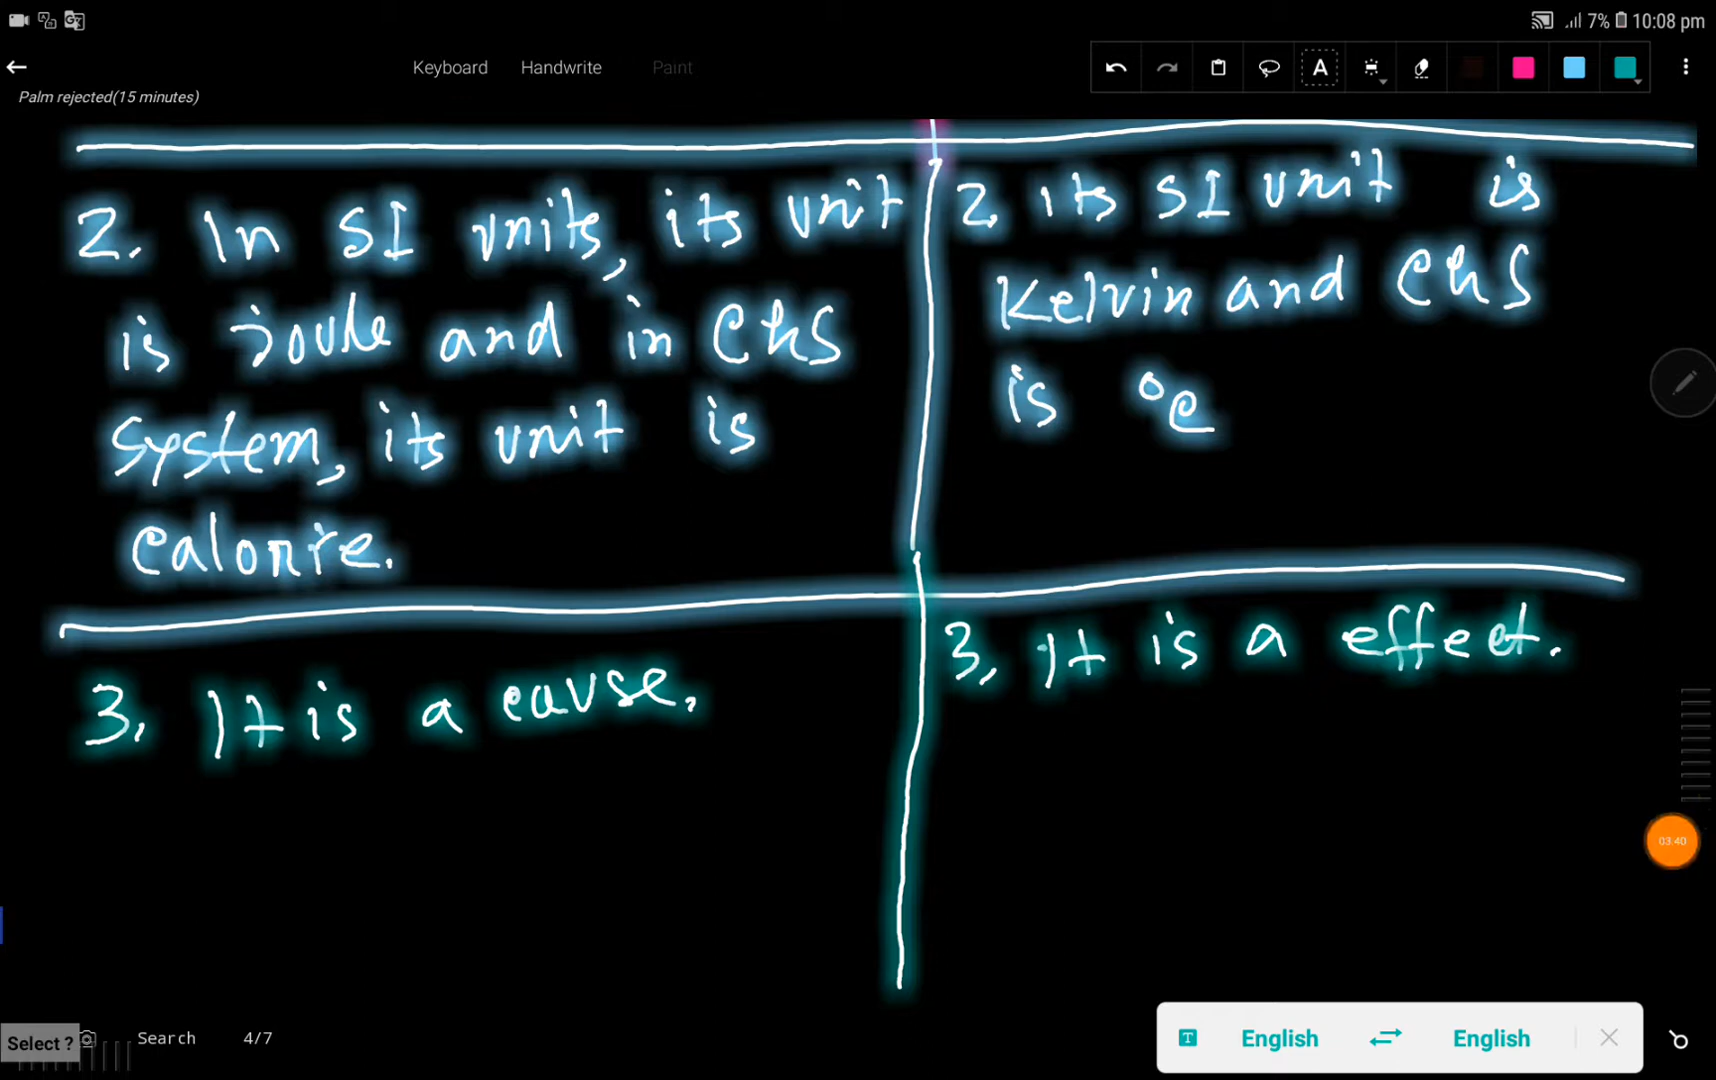 7% 10:08 pm
Keyboard Handwrite Paint
A
Palm rejected(15 minutes)
2. In SI units, its unit
is joule and in CGS
system, its unit is
calorie.
2. Its SI unit is
Kelvin and CGS
is °c
3. It is a cause.
3. It is a effect.
03:40
Select ? Search 4/7
T English English